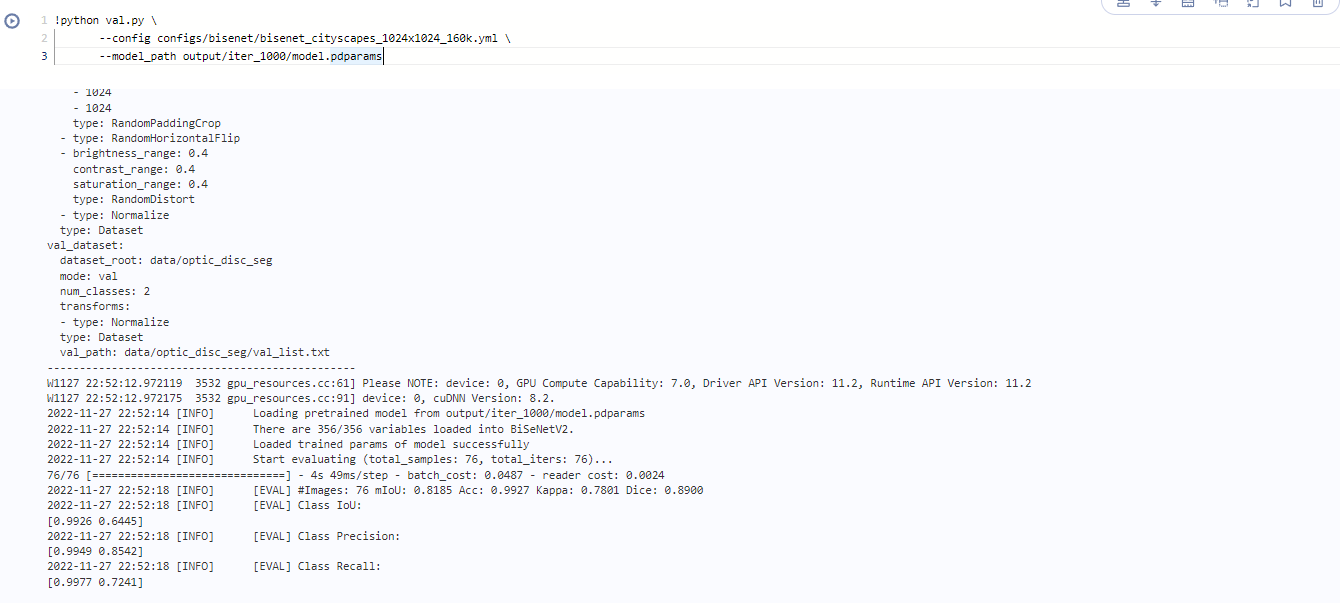 1 !python val.py \
2 --config configs/bisenet/bisenet_cityscapes_1024x1024_160k.yml \
3 --model_path output/iter_1000/model.pdparams
- 1024
- 1024
type: RandomPaddingCrop
- type: RandomHorizontalFlip
- brightness_range: 0.4
contrast_range: 0.4
saturation_range: 0.4
type: RandomDistort
- type: Normalize
type: Dataset
val_dataset:
dataset_root: data/optic_disc_seg
mode: val
num_classes: 2
transforms:
- type: Normalize
type: Dataset
val_path: data/optic_disc_seg/val_list.txt
------------------------------------------------
W1127 22:52:12.972119  3532 gpu_resources.cc:61] Please NOTE: device: 0, GPU Compute Capability: 7.0, Driver API Version: 11.2, Runtime API Version: 11.2
W1127 22:52:12.972175  3532 gpu_resources.cc:91] device: 0, cuDNN Version: 8.2.
2022-11-27 22:52:14 [INFO] Loading pretrained model from output/iter_1000/model.pdparams
2022-11-27 22:52:14 [INFO] There are 356/356 variables loaded into BiSeNetV2.
2022-11-27 22:52:14 [INFO] Loaded trained params of model successfully
2022-11-27 22:52:14 [INFO] Start evaluating (total_samples: 76, total_iters: 76)...
76/76 [==============================] - 4s 49ms/step - batch_cost: 0.0487 - reader cost: 0.0024
2022-11-27 22:52:18 [INFO] [EVAL] #Images: 76 mIoU: 0.8185 Acc: 0.9927 Kappa: 0.7801 Dice: 0.8900
2022-11-27 22:52:18 [INFO] [EVAL] Class IoU:
[0.9926 0.6445]
2022-11-27 22:52:18 [INFO] [EVAL] Class Precision:
[0.9949 0.8542]
2022-11-27 22:52:18 [INFO] [EVAL] Class Recall:
[0.9977 0.7241]